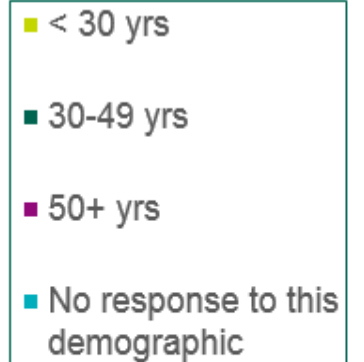 < 30 yrs
30-49 yrs
50+ yrs
No response to this
demographic